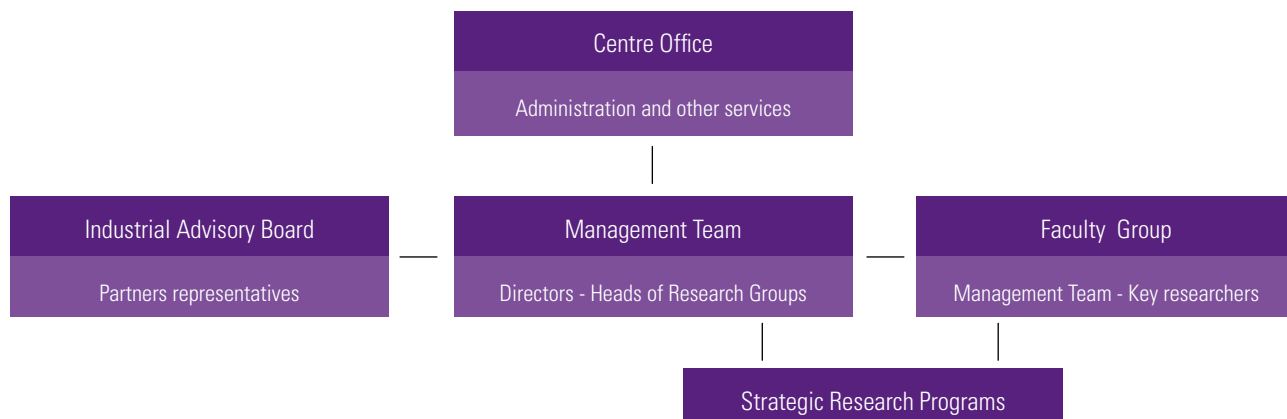 Centre Office
Administration and other services
Industrial Advisory Board
Partners representatives
Management Team
Directors - Heads of Research Groups
Faculty Group
Management Team - Key researchers
Strategic Research Programs